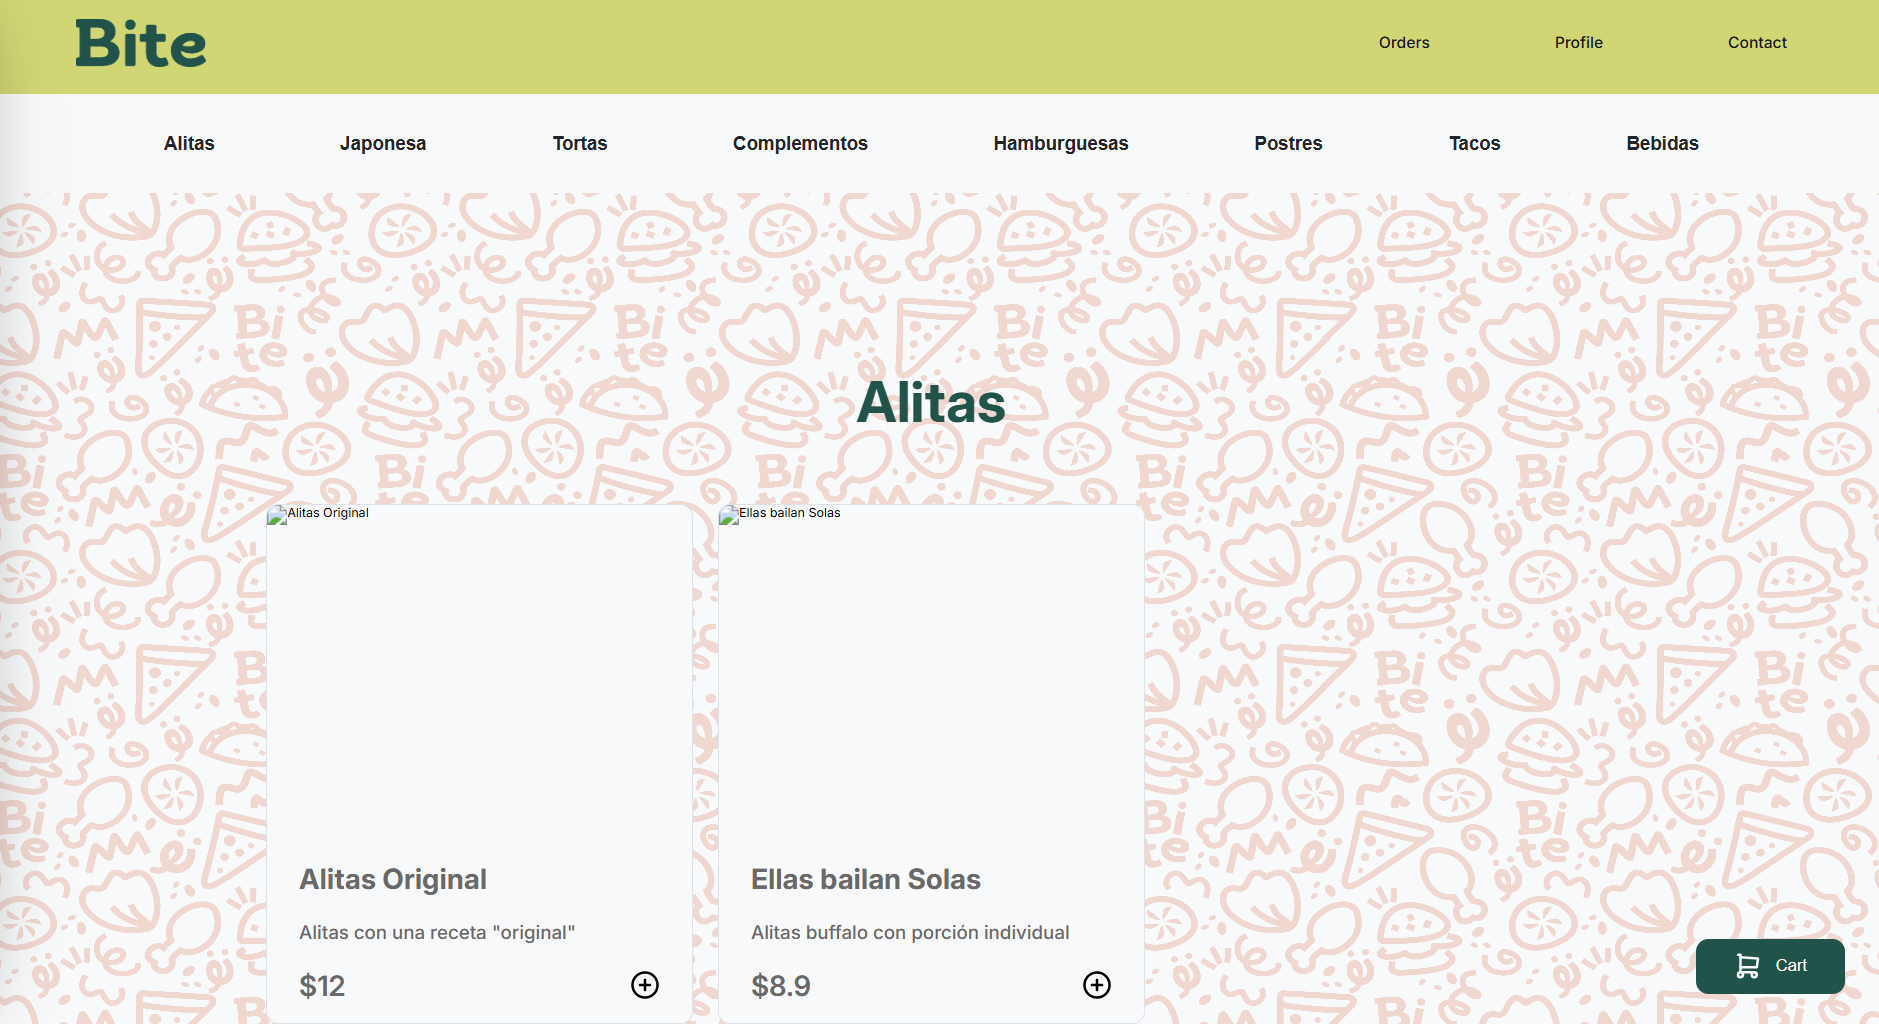 Bite
Orders Profile Contact
Alitas Japonesa Tortas Complementos Hamburguesas Postres Tacos Bebidas
Alitas
Alitas Original
Ellas bailan Solas
Alitas Original
Alitas con una receta "original"
$12
Ellas bailan Solas
Alitas buffalo con porción individual
$8.9
Cart